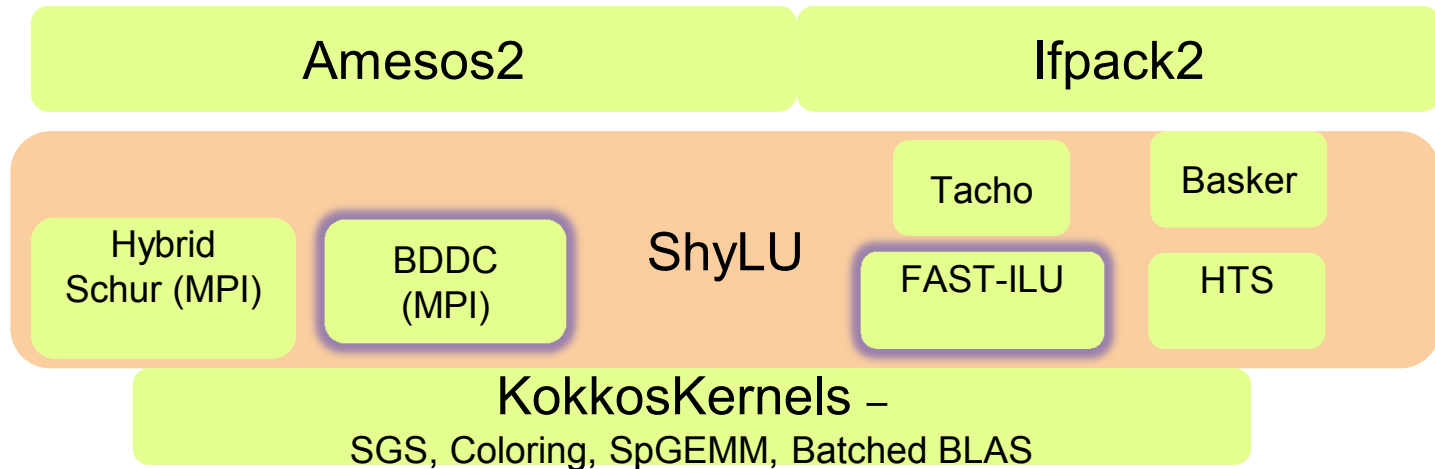 Amesos2
Ifpack2
Hybrid
Schur (MPI)
BDDC
(MPI)
ShyLU
Tacho
Basker
FAST-ILU
HTS
KokkosKernels –
SGS, Coloring, SpGEMM, Batched BLAS